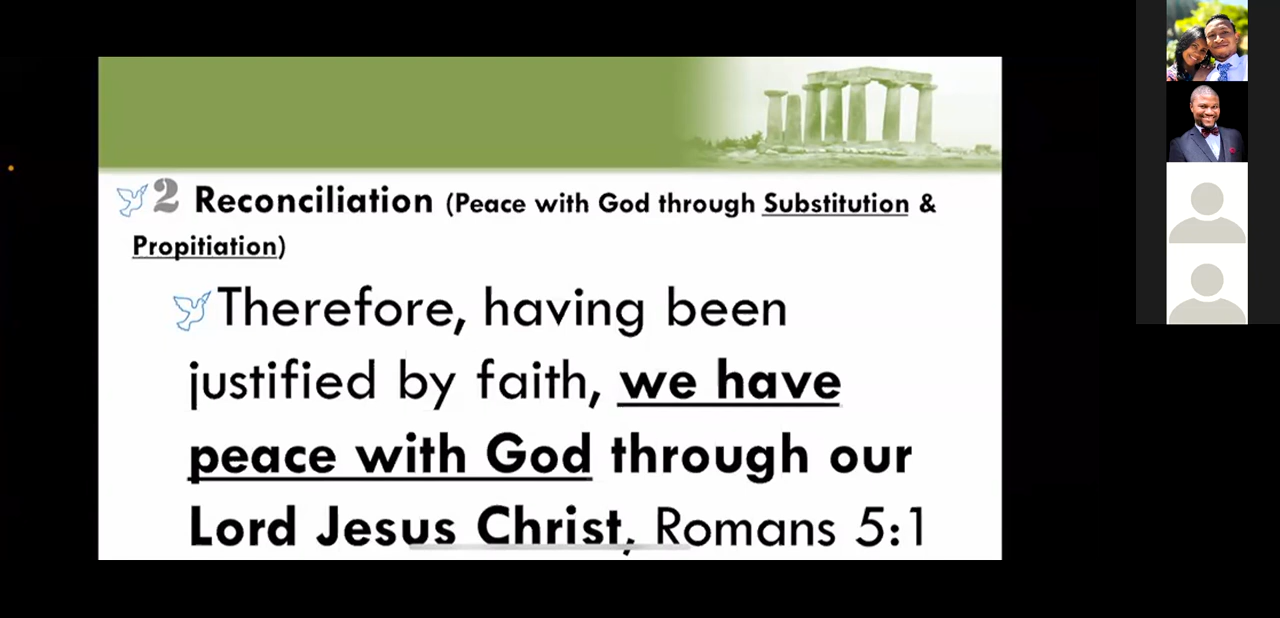 2 Reconciliation (Peace with God through Substitution &
Propitiation)
Therefore, having been
justified by faith, we have
peace with God through our
Lord Jesus Christ, Romans 5:1